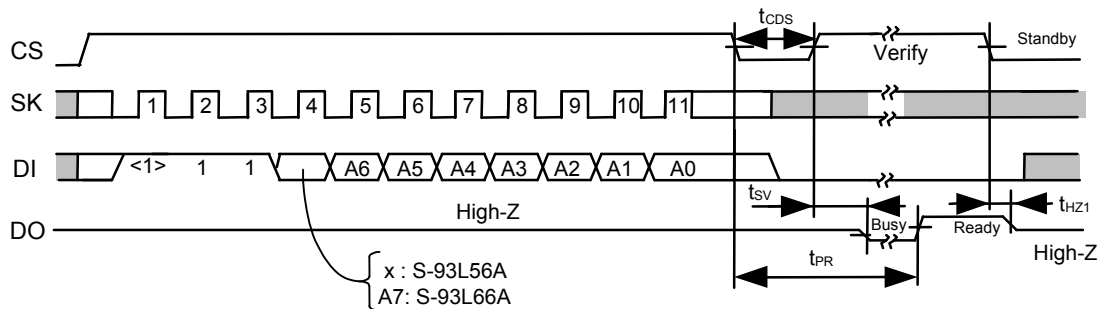 tCDS
CS
Verify
Standby
SK
1 2 3 4 5 6 7 8 9 10 11
DI
<1> 1 1 A6 A5 A4 A3 A2 A1 A0
tSV
tHZ1
High-Z
Busy
Ready
DO
High-Z
tPR
x : S-93L56A
A7: S-93L66A